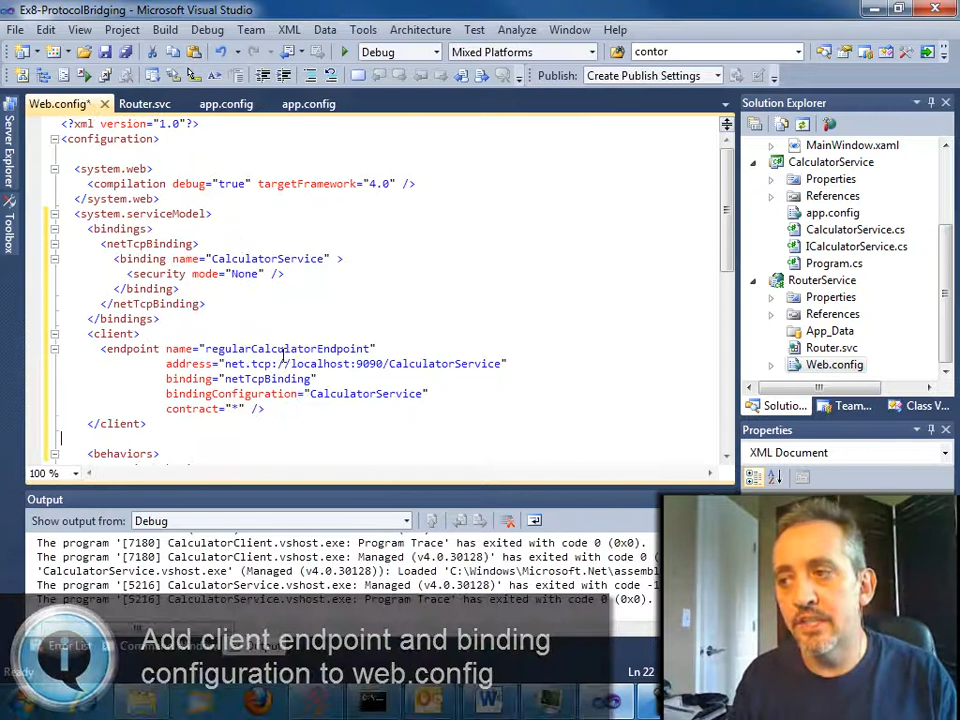 Ex8-ProtocolBridging - Microsoft Visual Studio
File Edit View Project Build Debug Team XML Data Tools Architecture Test Analyze Window Help
Debug Mixed Platforms contor
Publish: Create Publish Settings
Web.config* Router.svc app.config app.config
Server Explorer
Toolbox
<?xml version="1.0"?>
<configuration>
<system.web>
<compilation debug="true" targetFramework="4.0" />
</system.web>
<system.serviceModel>
<bindings>
<netTcpBinding>
<binding name="CalculatorService" >
<security mode="None" />
</binding>
</netTcpBinding>
</bindings>
<client>
<endpoint name="regularCalculatorEndpoint"
address="net.tcp://localhost:9090/CalculatorService"
binding="netTcpBinding"
bindingConfiguration="CalculatorService"
contract="*" />
</client>
<behaviors>
100 %
Solution Explorer
MainWindow.xaml
CalculatorService
Properties
References
app.config
CalculatorService.cs
ICalculatorService.cs
Program.cs
RouterService
Properties
References
App_Data
Router.svc
Web.config
Solutio... Team... Class V...
Properties
XML Document
Output
Show output from: Debug
The program '[7180] CalculatorClient.vshost.exe: Program Trace' has exited with code 0 (0x0).
The program '[7180] CalculatorClient.vshost.exe: Managed (v4.0.30128)' has exited with code 0 (0x0).
'CalculatorService.vshost.exe' (Managed (v4.0.30128)): Loaded 'C:\Windows\Microsoft.Net\assembl
The program '[5216] CalculatorService.vshost.exe: Managed (v4.0.30128)' has exited with code -1
The program '[5216] CalculatorService.vshost.exe: Program Trace' has exited with code 0 (0x0).
Add client endpoint and binding
configuration to web.config
Ready
Ln 22